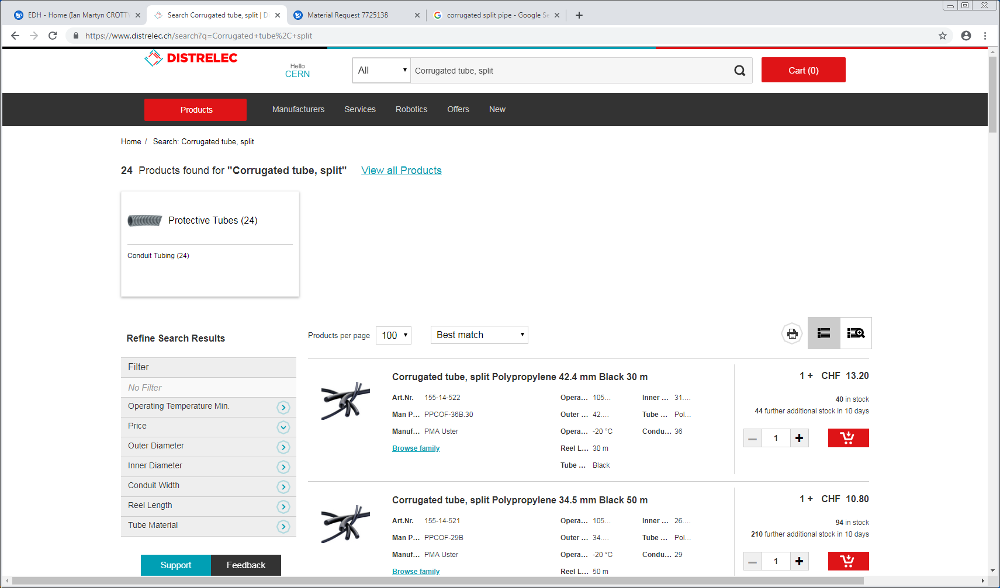 EDH - Home (Ian Martyn CROTTY
Search Corrugated tube, split | Di
Material Request 7725138
corrugated split pipe - Google Se
https://www.distrelec.ch/search?q=Corrugated+tube%2C+split
DISTRELEC
Hello
CERN
All
Corrugated tube, split
Cart (0)
Products
Manufacturers
Services
Robotics
Offers
New
Home / Search: Corrugated tube, split
24 Products found for "Corrugated tube, split" View all Products
Protective Tubes (24)
Conduit Tubing (24)
Refine Search Results
Products per page 100 Best match
Filter
No Filter
Operating Temperature Min.
Price
Outer Diameter
Inner Diameter
Conduit Width
Reel Length
Tube Material
Support
Feedback
Corrugated tube, split Polypropylene 42.4 mm Black 30 m
1 + CHF 13.20
Art.Nr. 155-14-522 Opera... 105... Inner ... 31....
40 in stock
44 further additional stock in 10 days
Man P... PPCOF-36B.30 Outer ... 42.... Tube ... Pol...
Manuf... PMA Uster Opera... -20 °C Condu... 36
1
Browse family Reel L... 30 m
Tube ... Black
Corrugated tube, split Polypropylene 34.5 mm Black 50 m
1 + CHF 10.80
Art.Nr. 155-14-521 Opera... 105... Inner ... 26....
94 in stock
210 further additional stock in 10 days
Man P... PPCOF-29B Outer ... 34.... Tube ... Pol...
Manuf... PMA Uster Opera... -20 °C Condu... 29
1
Browse family Reel L... 50 m